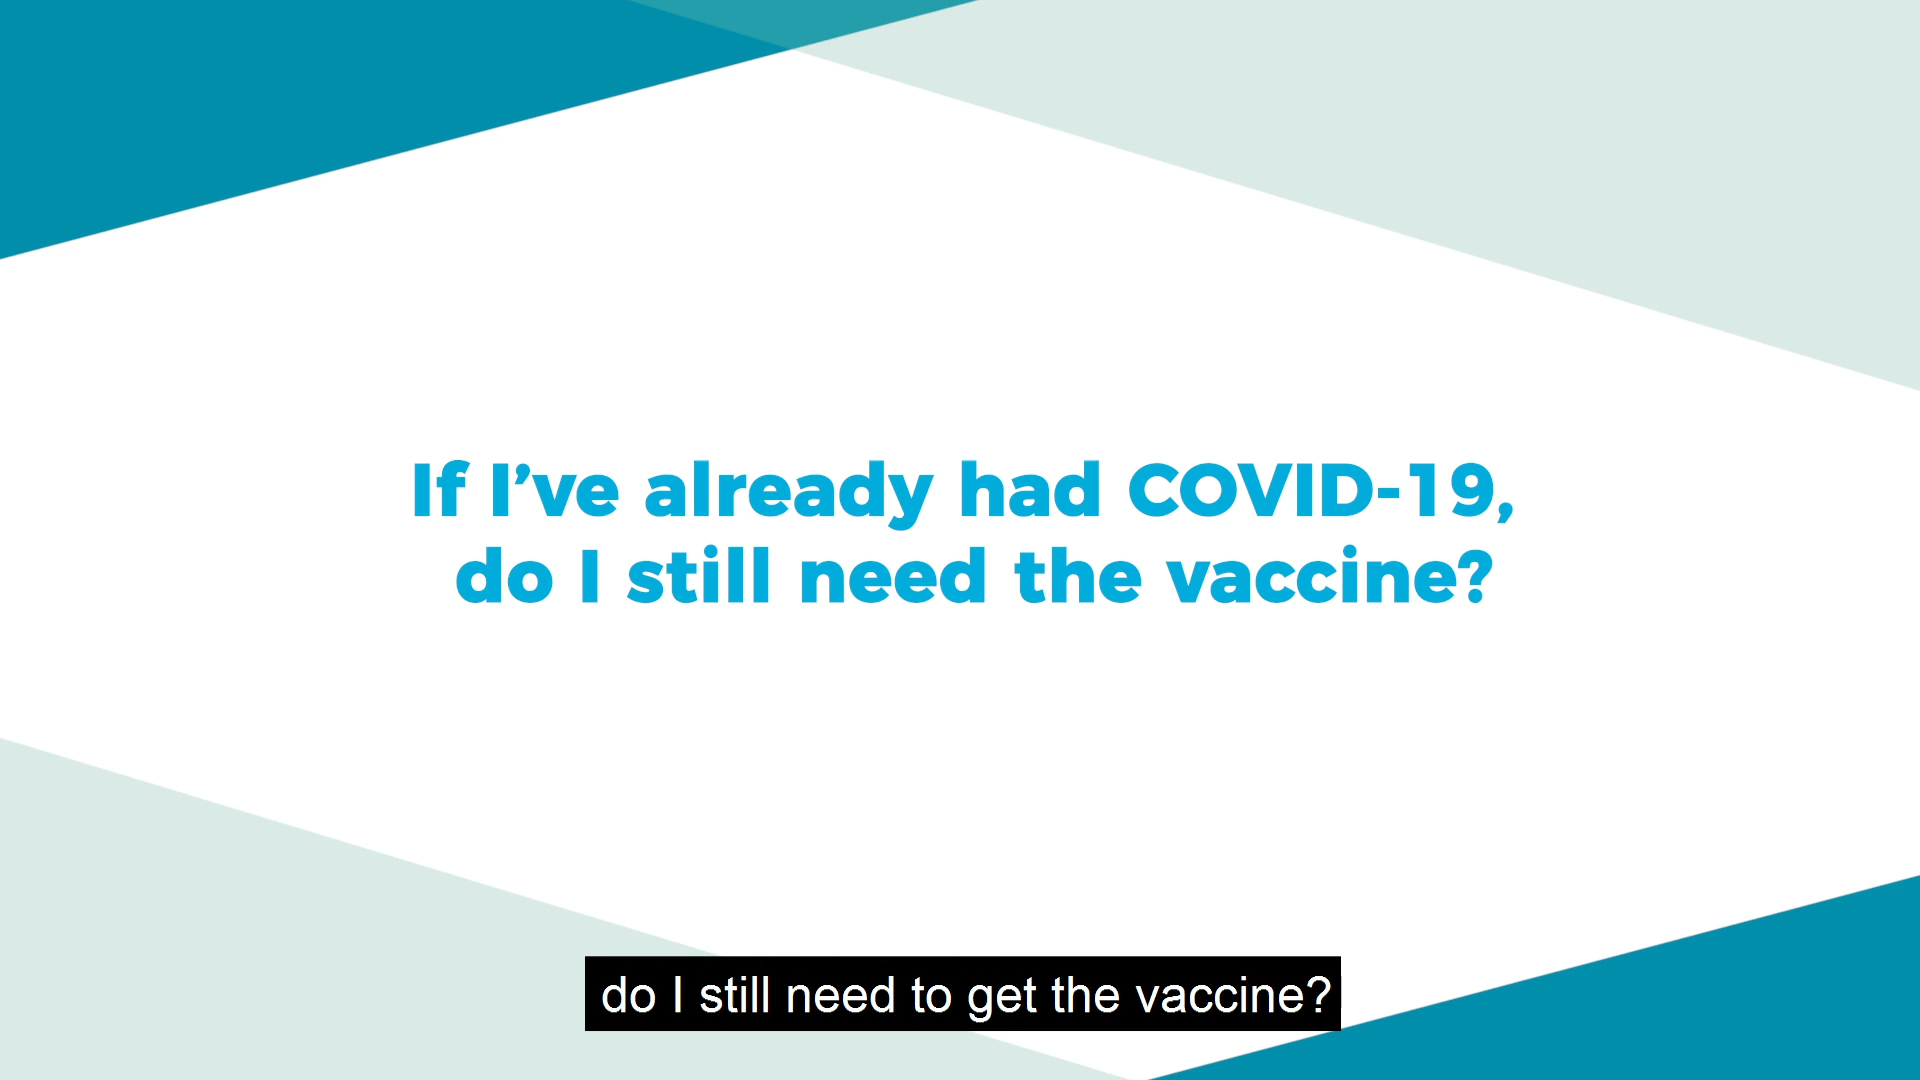 If I’ve already had COVID-19,
do I still need the vaccine?
do I still need to get the vaccine?